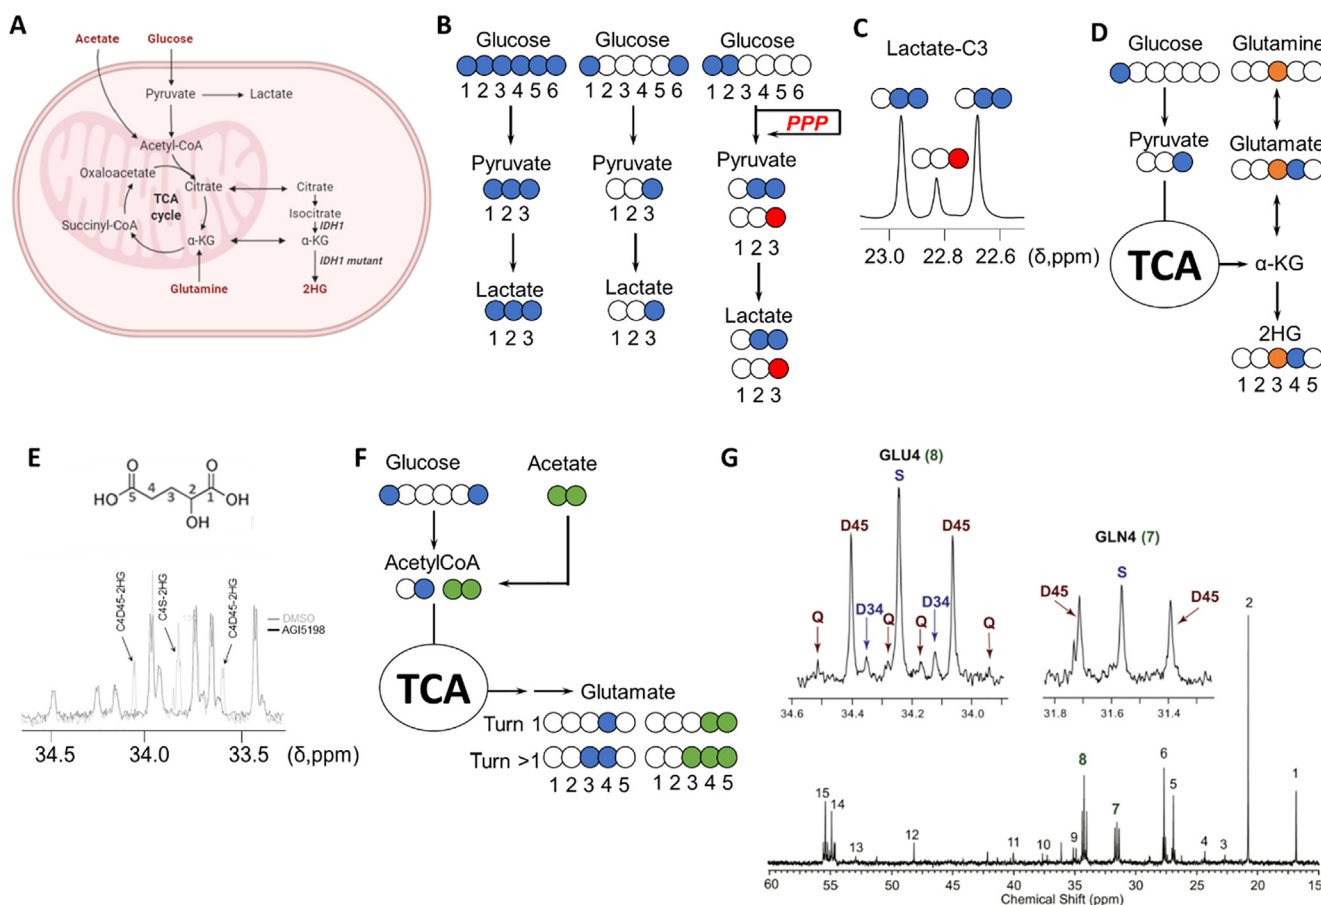 A
Acetate Glucose
Pyruvate Lactate
Acetyl-CoA
Oxaloacetate
Citrate Citrate
TCA
cycle
Isocitrate
IDH1
Succinyl-CoA
α-KG α-KG
IDH1 mutant
Glutamine 2HG
B
Glucose Glucose Glucose
1 2 3 4 5 6 1 2 3 4 5 6 1 2 3 4 5 6
PPP
Pyruvate Pyruvate Pyruvate
1 2 3 1 2 3
1 2 3
Lactate Lactate Lactate
1 2 3 1 2 3
1 2 3
C
Lactate-C3
23.0 22.8 22.6 (δ,ppm)
D
Glucose Glutamine
Pyruvate Glutamate
TCA α-KG
2HG
1 2 3 4 5
E
O O
HO 5 4 3 2 1 OH
OH
C4D45-2HG
C4S-2HG
C4D45-2HG
DMSO
AGI5198
34.5 34.0 33.5 (δ,ppm)
F
Glucose Acetate
AcetylCoA
TCA Glutamate
Turn 1
Turn >1
1 2 3 4 5 1 2 3 4 5
G
GLU4 (8)
S
D45 D45
D34 D34
Q Q Q Q
34.6 34.4 34.2 34.0
GLN4 (7)
S
D45 D45
31.8 31.6 31.4
15 14 13 12 11 10 9 8 7 6 5 4 3 2 1
60 55 50 45 40 35 30 25 20 15
Chemical Shift (ppm)